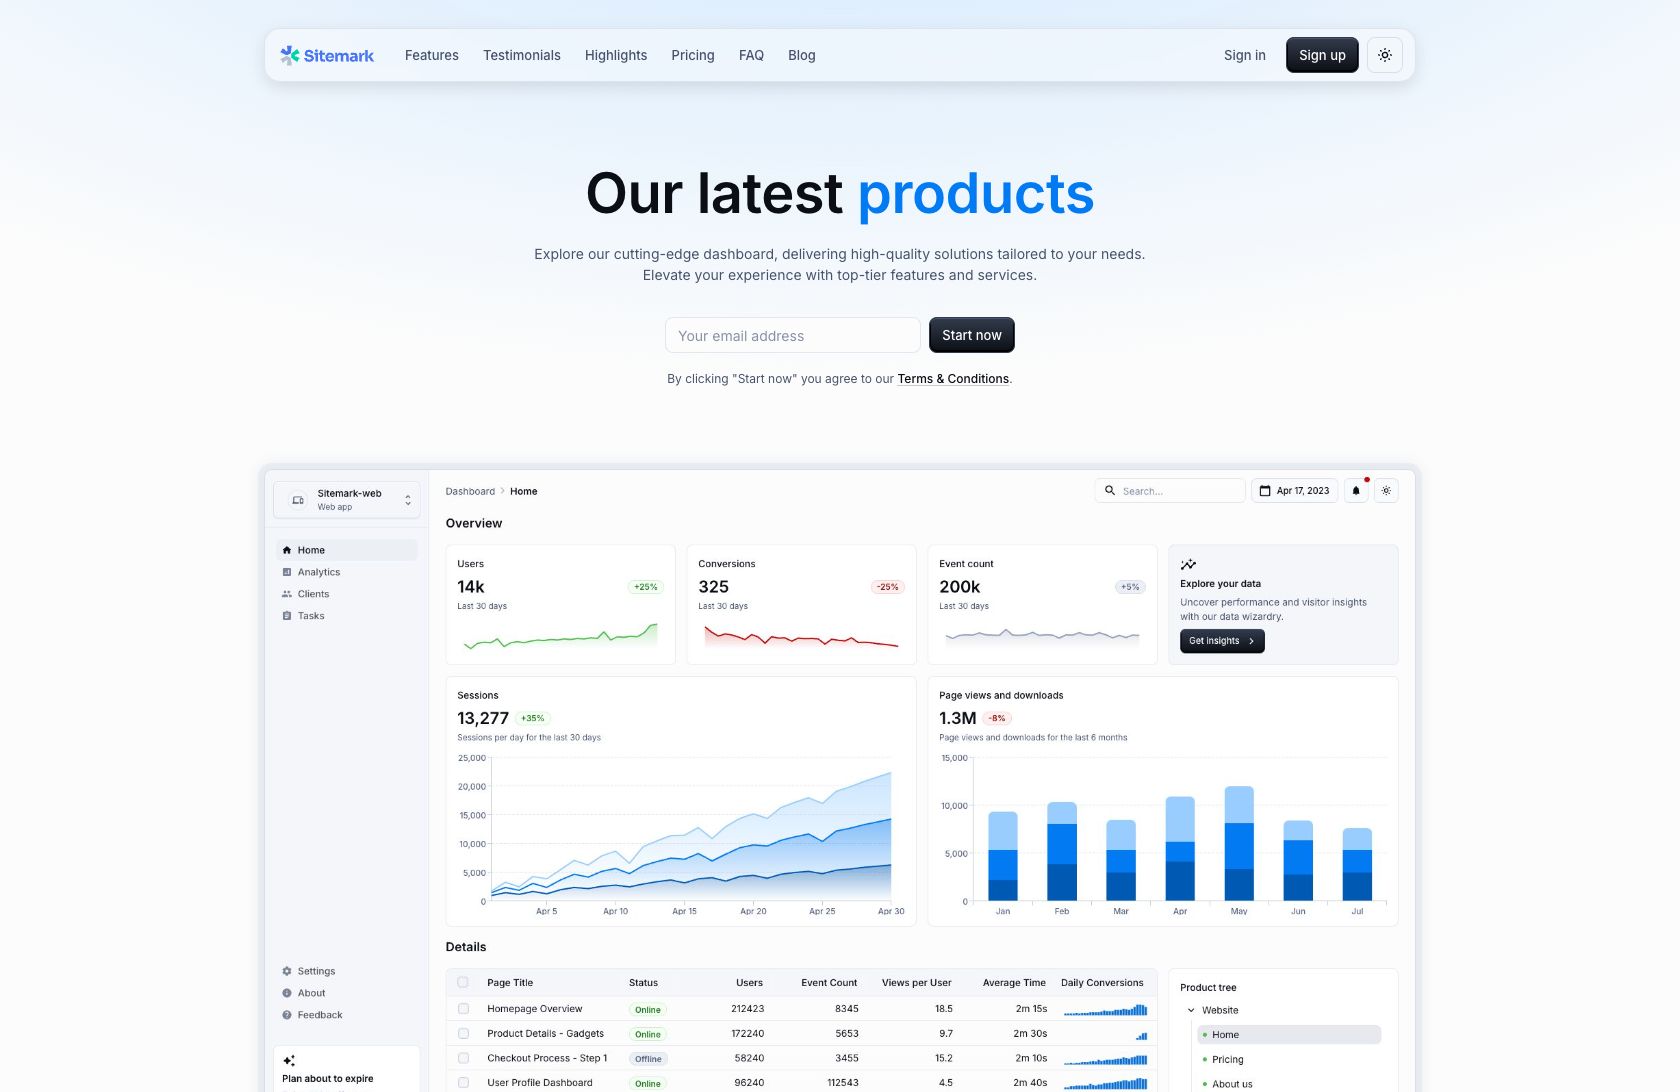 Sitemark
Features
Testimonials
Highlights
Pricing
FAQ
Blog
Sign in
Sign up
Our latest products
Explore our cutting-edge dashboard, delivering high-quality solutions tailored to your needs.
Elevate your experience with top-tier features and services.
Your email address
Start now
By clicking "Start now" you agree to our Terms & Conditions.
Sitemark-web
Web app
Home
Analytics
Clients
Tasks
Settings
About
Feedback
Plan about to expire
Dashboard
Home
Search...
Apr 17, 2023
Overview
Users
14k
+25%
Last 30 days
Conversions
325
-25%
Last 30 days
Event count
200k
+5%
Last 30 days
Explore your data
Uncover performance and visitor insights
with our data wizardry.
Get insights
Sessions
13,277
+35%
Sessions per day for the last 30 days
25,000
20,000
15,000
10,000
5,000
0
Apr 5
Apr 10
Apr 15
Apr 20
Apr 25
Apr 30
Page views and downloads
1.3M
-8%
Page views and downloads for the last 6 months
15,000
10,000
5,000
0
Jan
Feb
Mar
Apr
May
Jun
Jul
Details
Page Title Status Users Event Count Views per User Average Time Daily Conversions
Homepage Overview Online 212423 8345 18.5 2m 15s
Product Details - Gadgets Online 172240 5653 9.7 2m 30s
Checkout Process - Step 1 Offline 58240 3455 15.2 2m 10s
User Profile Dashboard Online 96240 112543 4.5 2m 40s
Product tree
Website
Home
Pricing
About us